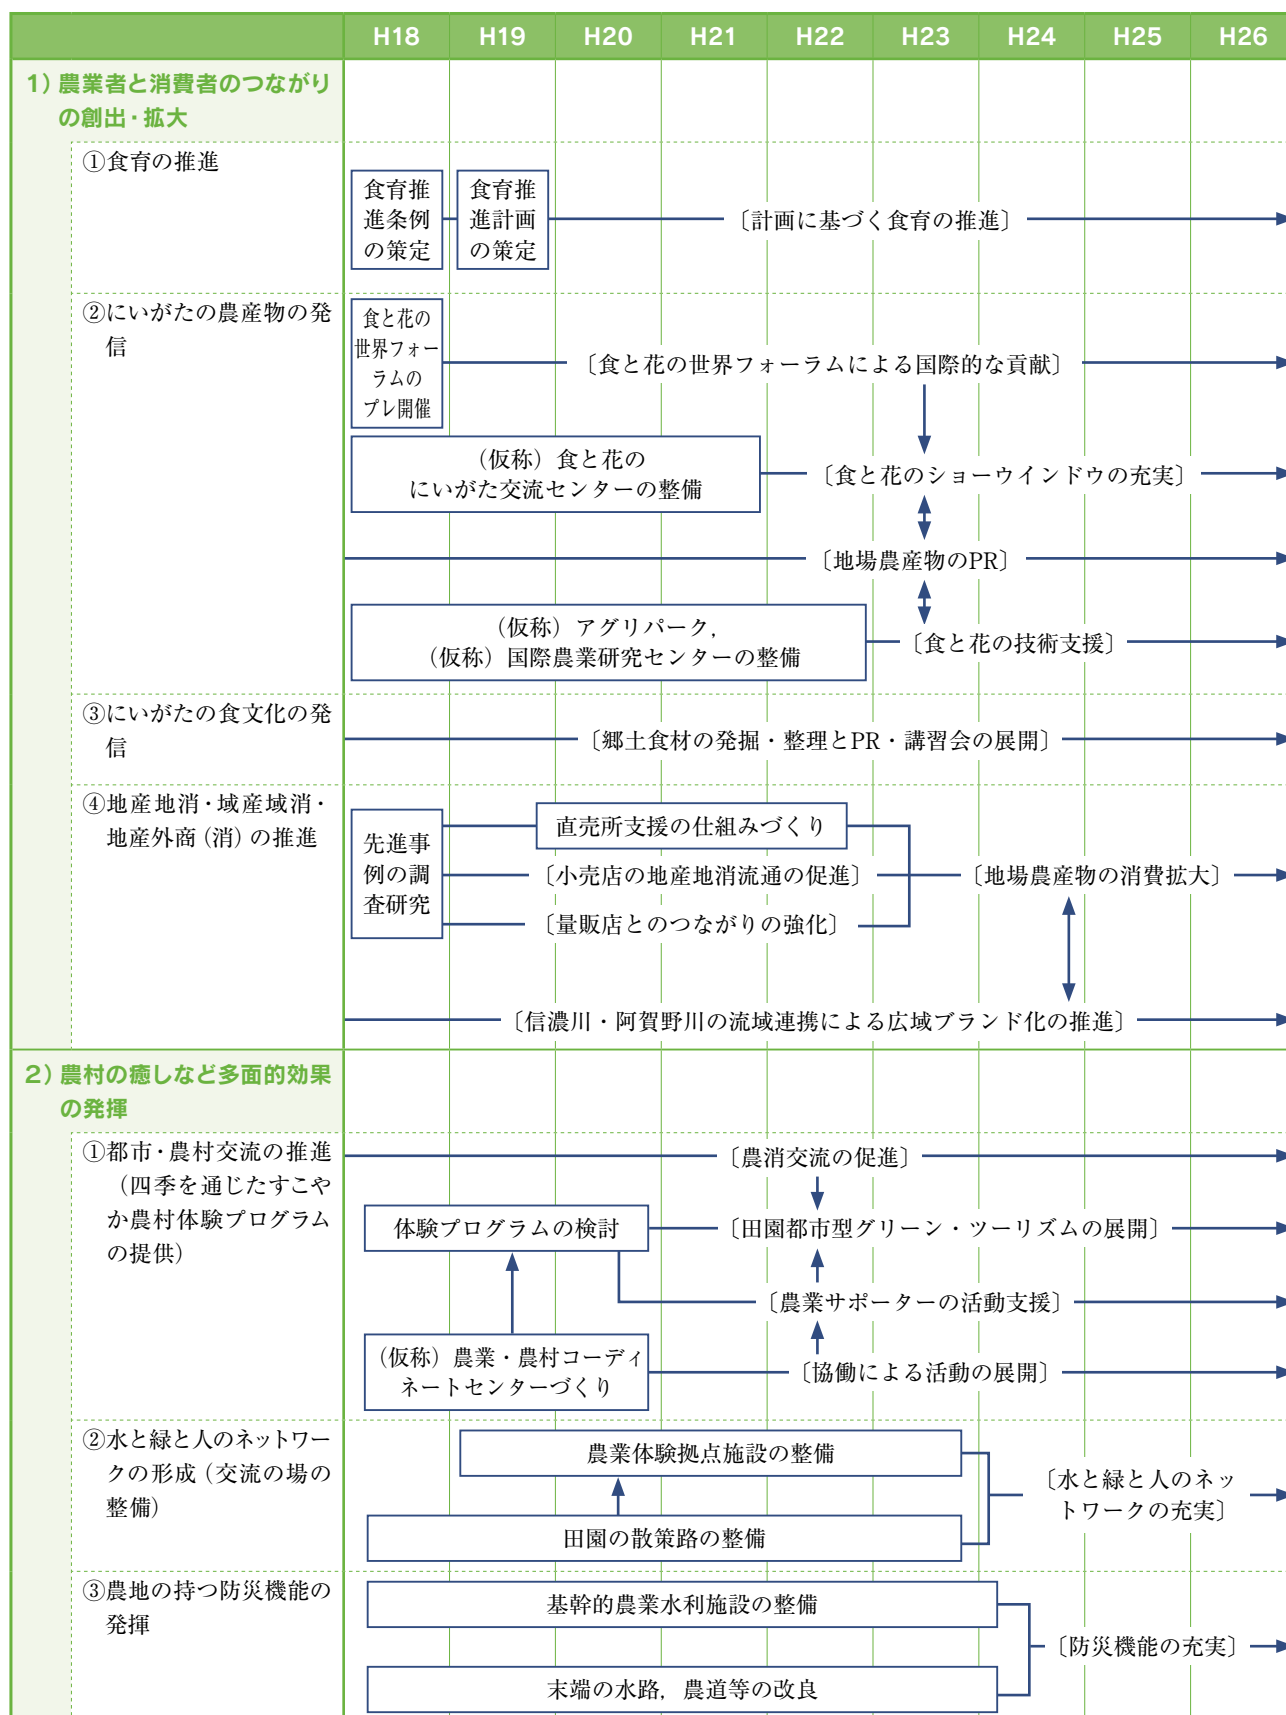 H18 H19 H20 H21 H22 H23 H24 H25 H26
1）農業者と消費者のつながり
の創出・拡大
①食育の推進
食育推
進条例
の策定
食育推
進計画
の策定
〔計画に基づく食育の推進〕
②にいがたの農産物の発
信
食と花の
世界フォー
ラムの
プレ開催
〔食と花の世界フォーラムによる国際的な貢献〕
（仮称）食と花の
にいがた交流センターの整備
〔食と花のショーウインドウの充実〕
〔地場農産物のPR〕
（仮称）アグリパーク，
（仮称）国際農業研究センターの整備
〔食と花の技術支援〕
③にいがたの食文化の発
信
〔郷土食材の発掘・整理とPR・講習会の展開〕
④地産地消・域産域消・
地産外商（消）の推進
先進事
例の調
査研究
直売所支援の仕組みづくり
〔小売店の地産地消流通の促進〕
〔量販店とのつながりの強化〕
〔地場農産物の消費拡大〕
〔信濃川・阿賀野川の流域連携による広域ブランド化の推進〕
2）農村の癒しなど多面的効果
の発揮
①都市・農村交流の推進
（四季を通じたすこや
か農村体験プログラム
の提供）
〔農消交流の促進〕
体験プログラムの検討
〔田園都市型グリーン・ツーリズムの展開〕
〔農業サポーターの活動支援〕
（仮称）農業・農村コーディ
ネートセンターづくり
〔協働による活動の展開〕
②水と緑と人のネットワー
クの形成（交流の場の
整備）
農業体験拠点施設の整備
田園の散策路の整備
〔水と緑と人のネッ
トワークの充実〕
③農地の持つ防災機能の
発揮
基幹的農業水利施設の整備
末端の水路，農道等の改良
〔防災機能の充実〕